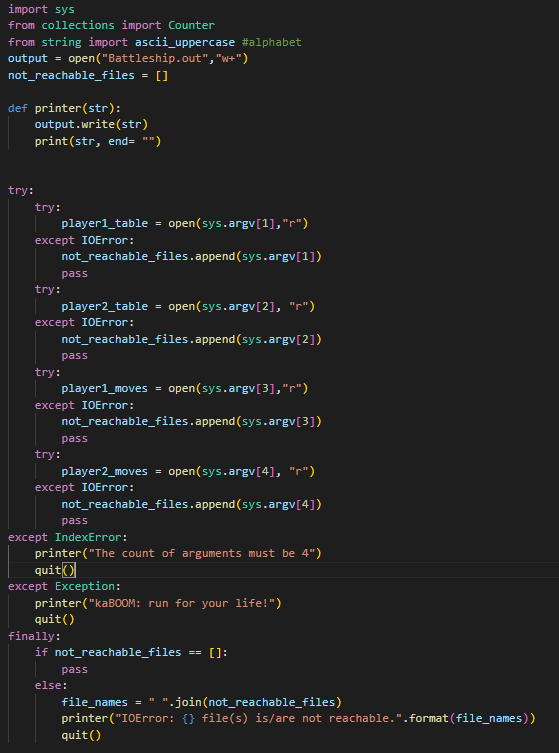 import sys
from collections import Counter
from string import ascii_uppercase #alphabet
output = open("Battleship.out","w+")
not_reachable_files = []

def printer(str):
    output.write(str)
    print(str, end= "")


try:
    try:
        player1_table = open(sys.argv[1],"r")
    except IOError:
        not_reachable_files.append(sys.argv[1])
        pass
    try:
        player2_table = open(sys.argv[2], "r")
    except IOError:
        not_reachable_files.append(sys.argv[2])
        pass
    try:
        player1_moves = open(sys.argv[3],"r")
    except IOError:
        not_reachable_files.append(sys.argv[3])
        pass
    try:
        player2_moves = open(sys.argv[4], "r")
    except IOError:
        not_reachable_files.append(sys.argv[4])
        pass
except IndexError:
    printer("The count of arguments must be 4")
    quit()
except Exception:
    printer("kaBOOM: run for your life!")
    quit()
finally:
    if not_reachable_files == []:
        pass
    else:
        file_names = " ".join(not_reachable_files)
        printer("IOError: {} file(s) is/are not reachable.".format(file_names))
        quit()